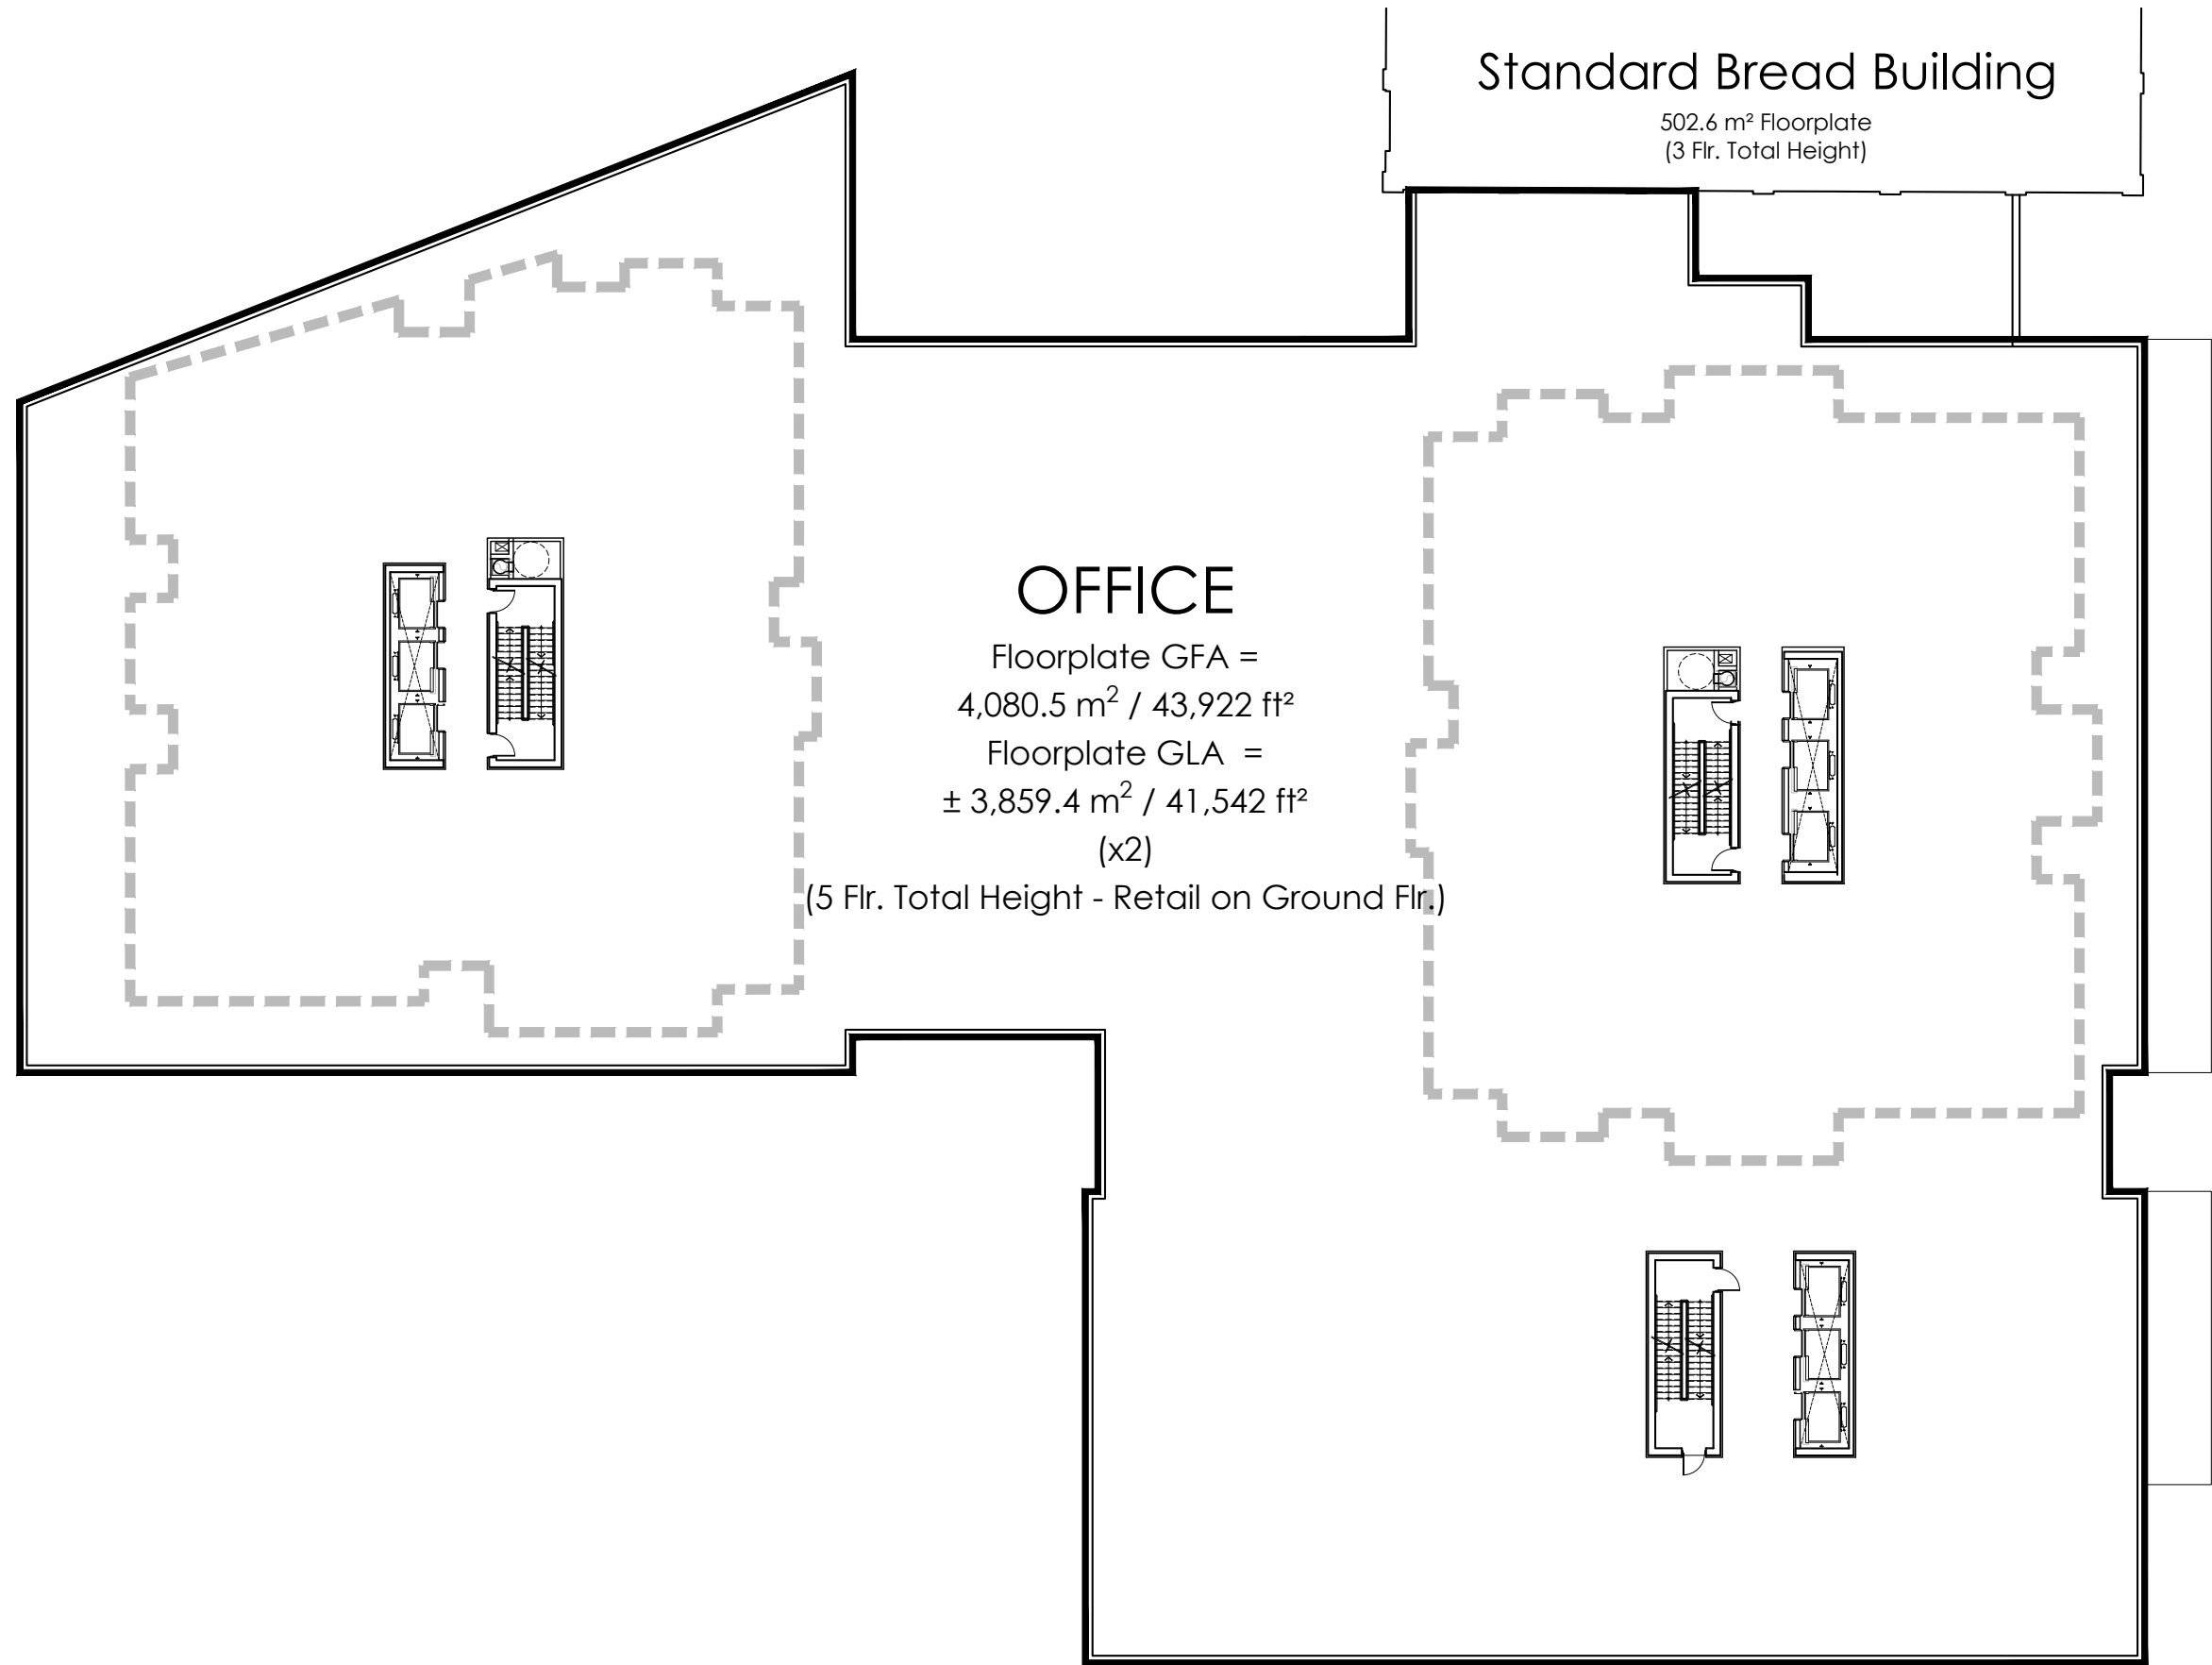 Standard Bread Building
502.6 m² Floorplate
(3 Flr. Total Height)
OFFICE
Floorplate GFA =
4,080.5 m² / 43,922 ft²
Floorplate GLA =
± 3,859.4 m² / 41,542 ft²
(x2)
(5 Flr. Total Height - Retail on Ground Flr.)